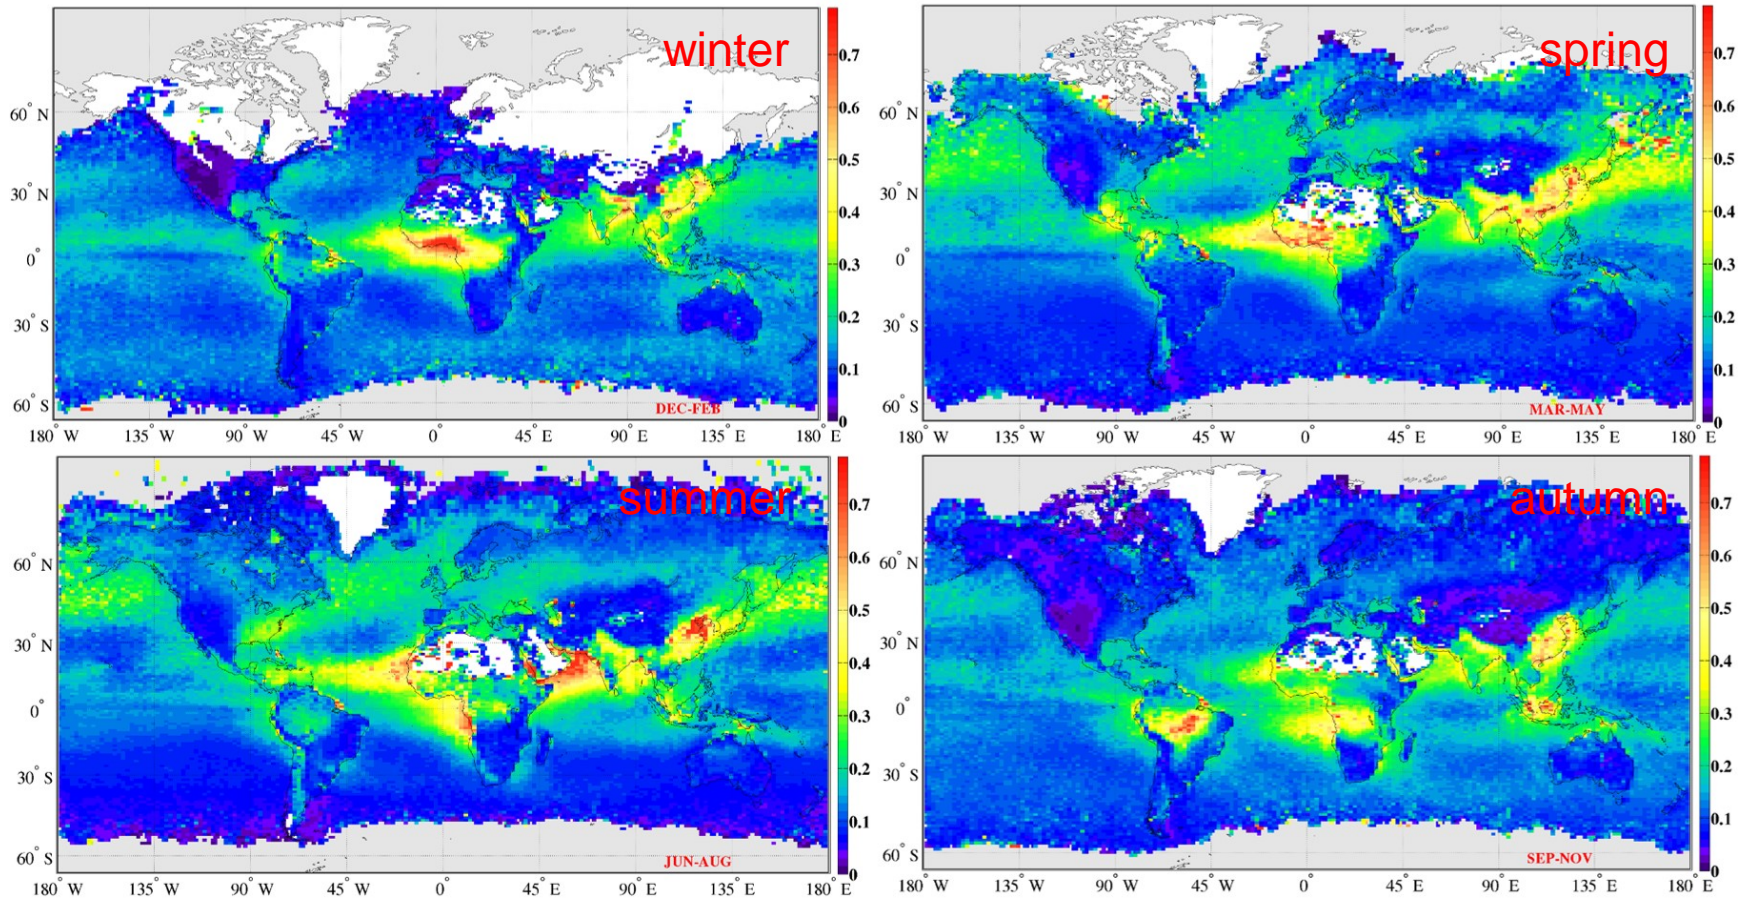 winter
0.7
0.6
60° N
0.5
0.4
30° N
0.3
0°
0.2
30° S
0.1
60° S
DEC-FEB
0
180° W 135° W 90° W 45° W 0 45° E 90° E 135° E 180° E
spring
0.7
0.6
60° N
0.5
30° N
0.4
0°
0.3
30° S
0.2
0.1
60° S
MAR-MAY
0
180° W 135° W 90° W 45° W 0° 45° E 90° E 135° E 180° E
summer
0.7
60° N
0.6
0.5
30° N
0.4
0°
0.3
30° S
0.2
0.1
60° S
JUN-AUG
0
180° W 135° W 90° W 45° W 0° 45° E 90° E 135° E 180° E
autumn
0.7
60° N
0.6
0.5
30° N
0.4
0°
0.3
30° S
0.2
0.1
60° S
SEP-NOV
0
180° W 135° W 90° W 45° W 0° 45° E 90° E 135° E 180° E